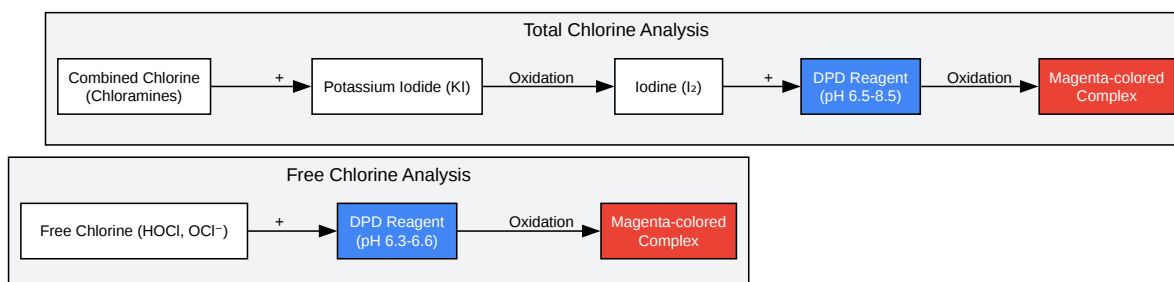 Total Chlorine Analysis
Combined Chlorine
(Chloramines)
+
Potassium Iodide (KI)
Oxidation
Iodine (I₂)
+
DPD Reagent
(pH 6.5-8.5)
Oxidation
Magenta-colored
Complex
Free Chlorine Analysis
Free Chlorine (HOCl, OCl⁻)
+
DPD Reagent
(pH 6.3-6.6)
Oxidation
Magenta-colored
Complex